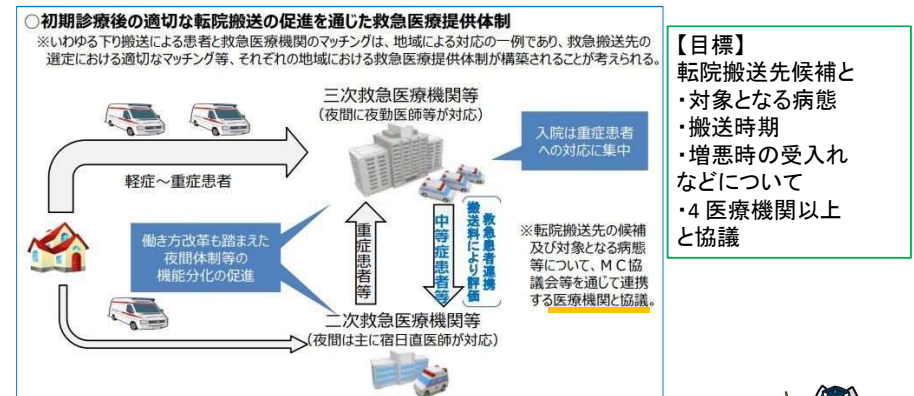 ○初期診療後の適切な転院搬送の促進を通じた救急医療提供体制
※いわゆる下り搬送による患者と救急医療機関のマッチングは、地域による対応の一例であり、救急搬送先の
選定における適切なマッチング等、それぞれの地域における救急医療提供体制が構築されることが考えられる。
三次救急医療機関等
(夜間に夜勤医師等が対応)
入院は重症患者
への対応に集中
軽症～重症患者
働き方改革も踏まえた
夜間体制等の
機能分化の促進
重症患者等
中等症患者等
救急患者連携
搬送料により評価
※転院搬送先の候補
及び対象となる病態
等について、MC協
議会等を通じて連携
する医療機関と協議。
二次救急医療機関等
(夜間は主に宿日直医師が対応)
【目標】
転院搬送先候補と
・対象となる病態
・搬送時期
・増悪時の受入れ
などについて
・4 医療機関以上
と協議